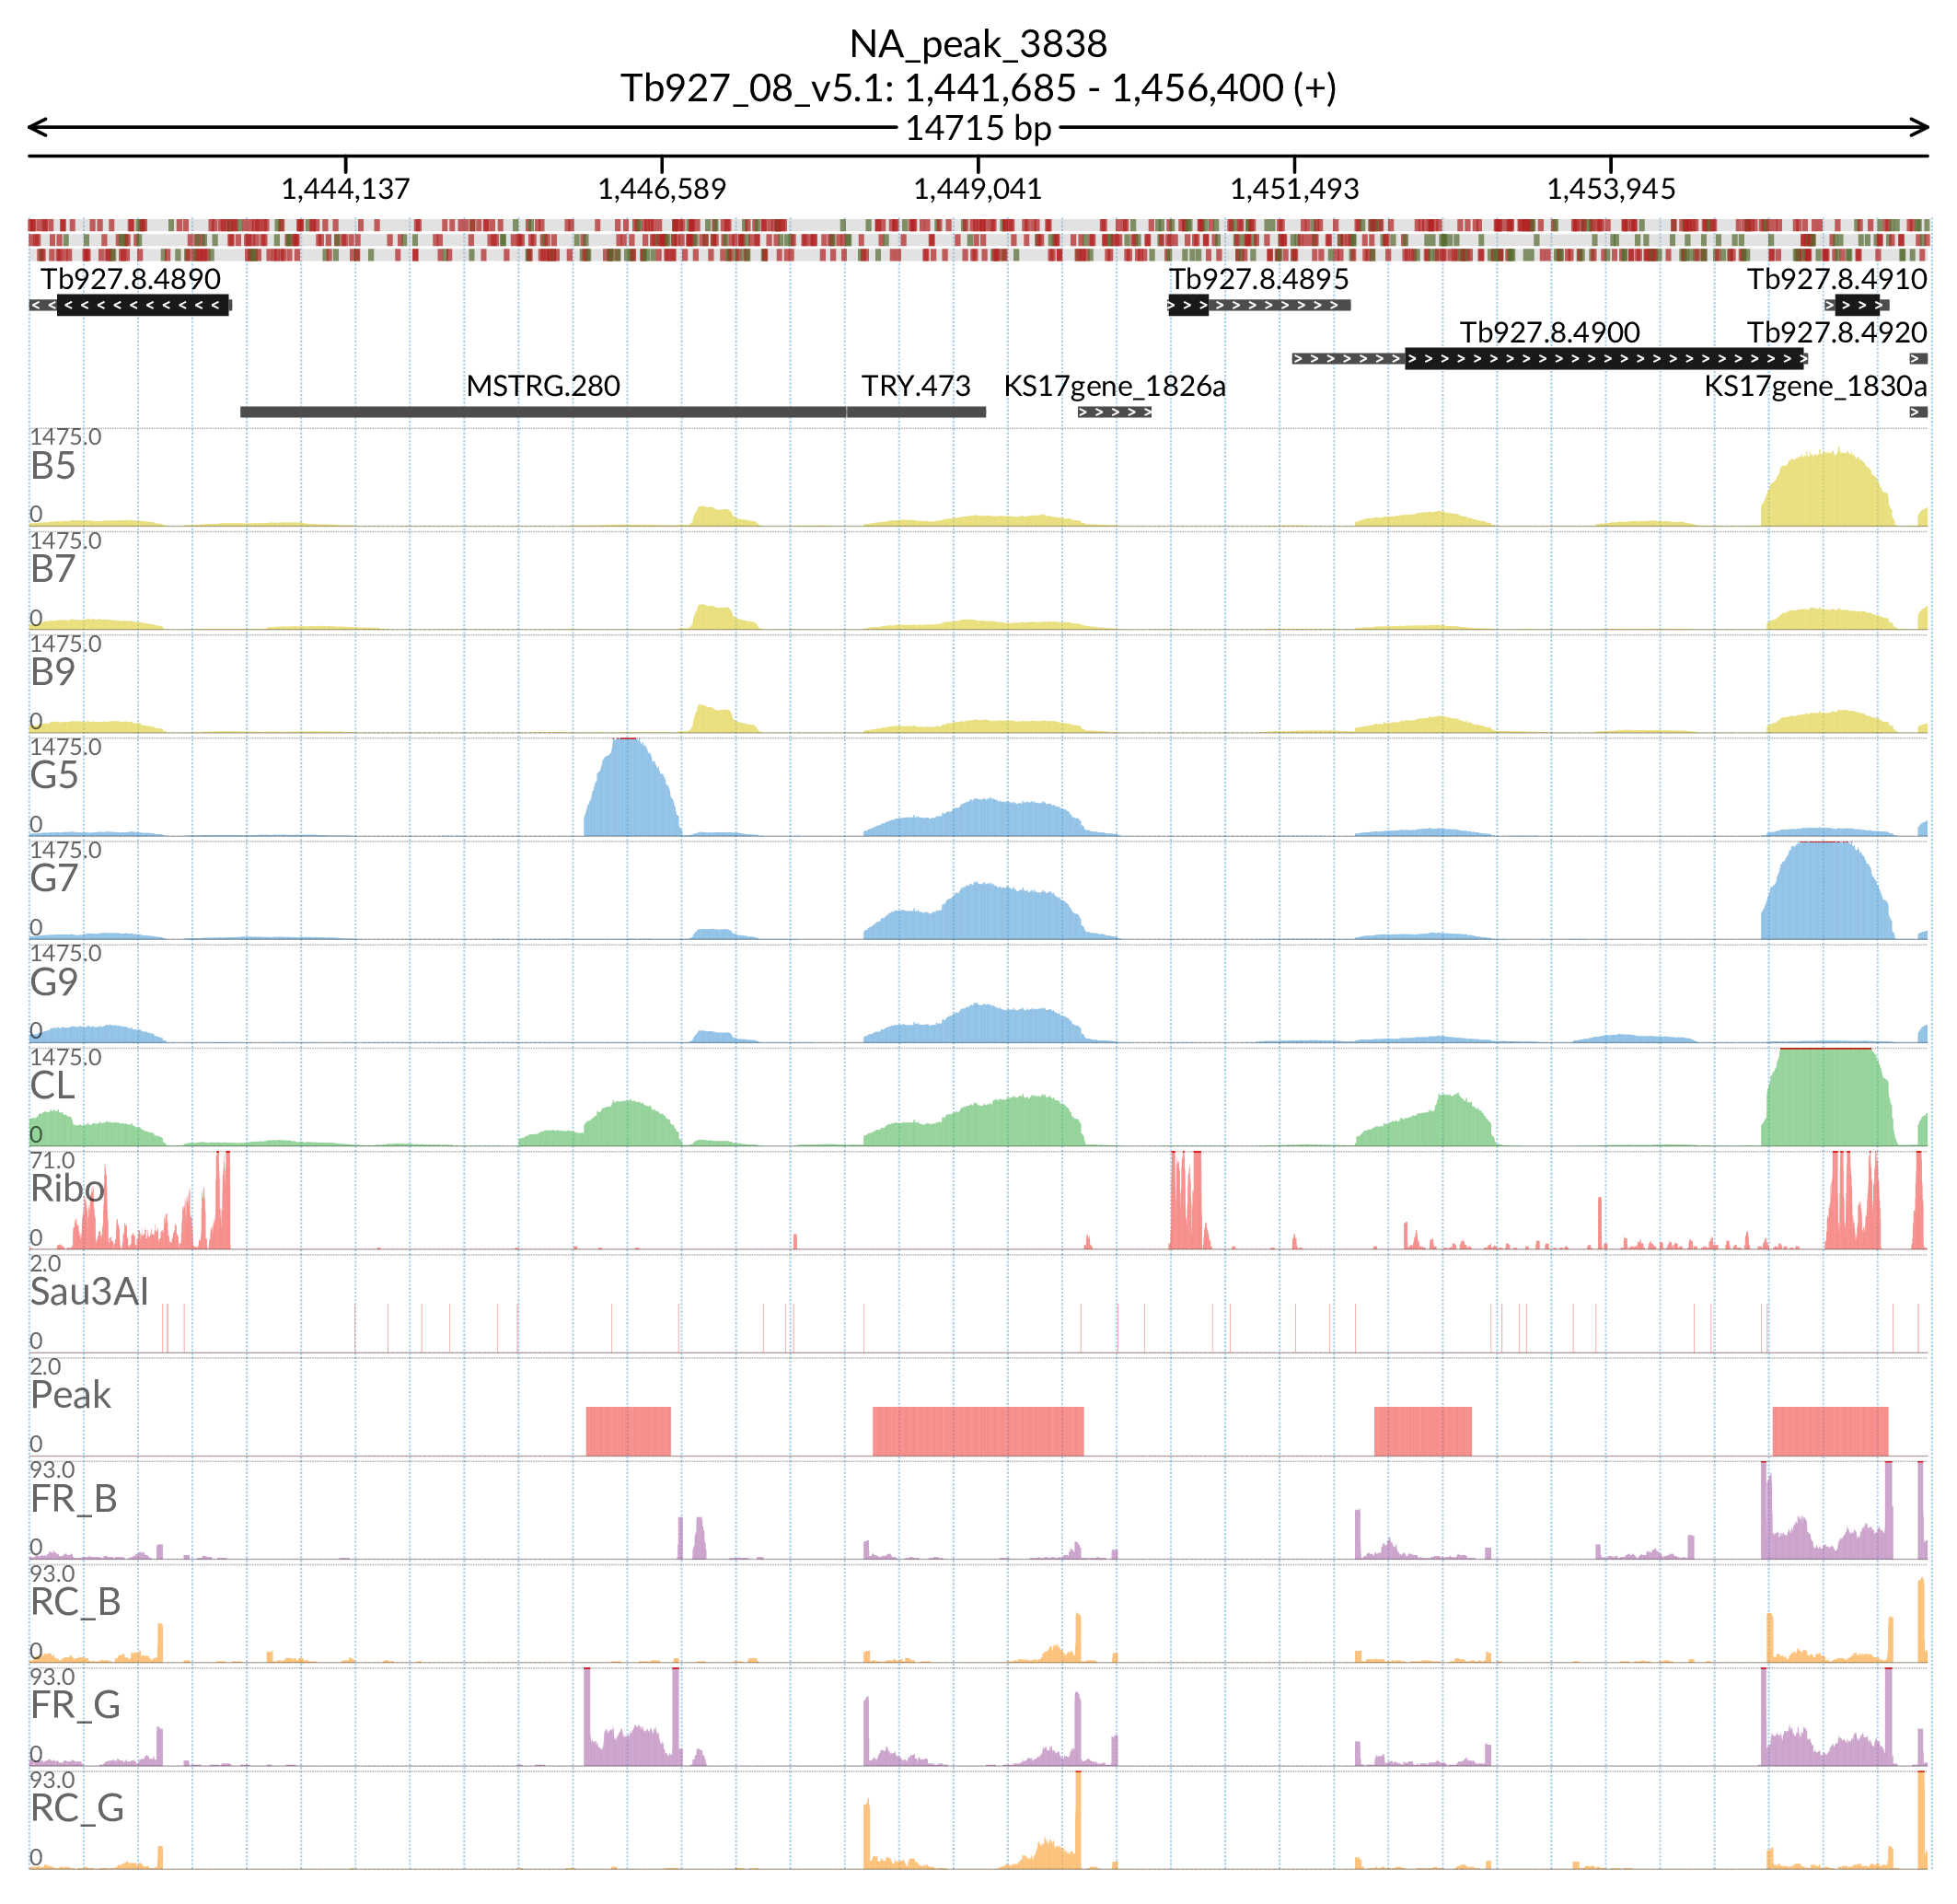 NA_peak_3838
Tb927_08_v5.1: 1,441,685 - 1,456,400 (+)
14715 bp
1,444,137 1,446,589 1,449,041 1,451,493 1,453,945
Tb927.8.4890 Tb927.8.4895 Tb927.8.4910
Tb927.8.4900 Tb927.8.4920
MSTRG.280 TRY.473 KS17gene_1826a KS17gene_1830a
1475.0
B5
0
1475.0
B7
0
1475.0
B9
0
1475.0
G5
0
1475.0
G7
0
1475.0
G9
0
1475.0
CL
0
71.0
Ribo
0
2.0
Sau3AI
0
2.0
Peak
0
93.0
FR_B
0
93.0
RC_B
0
93.0
FR_G
0
93.0
RC_G
0